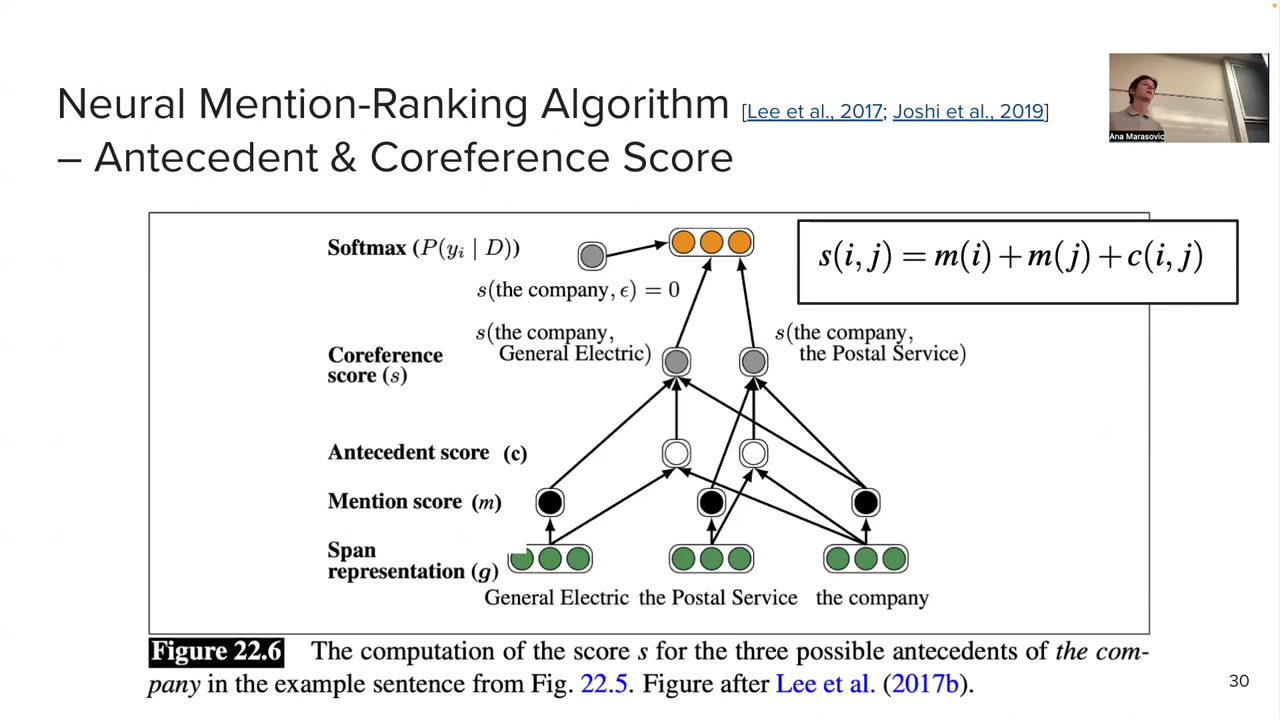 Neural Mention-Ranking Algorithm [Lee et al., 2017; Joshi et al., 2019]
– Antecedent & Coreference Score
Ana Marasovic
Softmax (P(yᵢ | D))
s(i, j) = m(i) + m(j) + c(i, j)
s(the company, ϵ) = 0
s(the company,
General Electric)
s(the company,
the Postal Service)
Coreference
score (s)
Antecedent score (c)
Mention score (m)
Span
representation (g)
General Electric the Postal Service the company
Figure 22.6 The computation of the score s for the three possible antecedents of the com-
pany in the example sentence from Fig. 22.5. Figure after Lee et al. (2017b).
30